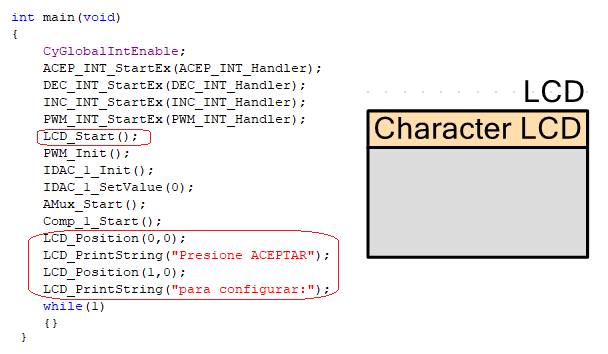 int main(void)
{
CyGlobalIntEnable;
ACEP_INT_StartEx(ACEP_INT_Handler);
DEC_INT_StartEx(DEC_INT_Handler);
INC_INT_StartEx(INC_INT_Handler);
PWM_INT_StartEx(PWM_INT_Handler);
LCD_Start();
PWM_Init();
IDAC_1_Init();
IDAC_1_SetValue(0);
AMux_Start();
Comp_1_Start();
LCD_Position(0,0);
LCD_PrintString("Presione ACEPTAR");
LCD_Position(1,0);
LCD_PrintString("para configurar:");
while(1)
{}
}
LCD
Character LCD